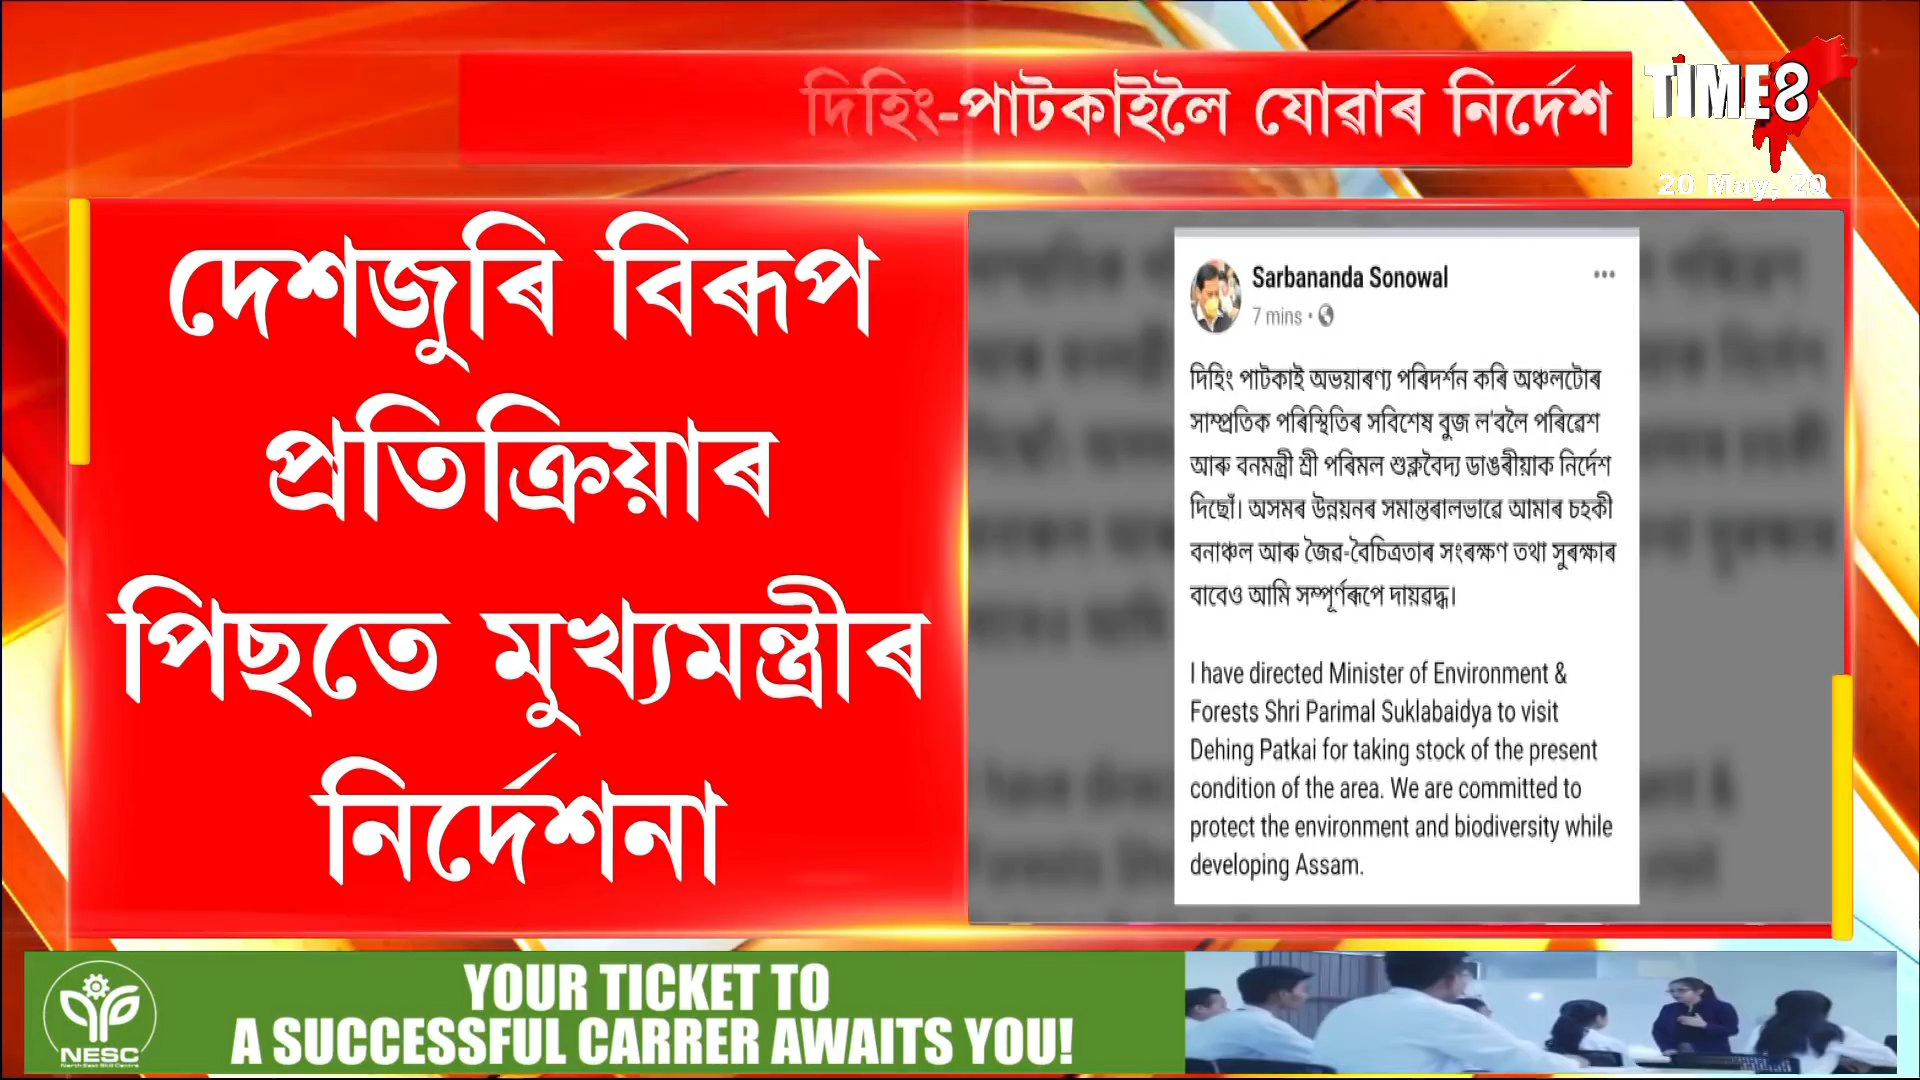 দিহিং-পাটকাইলৈ যোৱাৰ নিৰ্দেশ
TIME8
20 May, 20
দেশজুৰি বিৰূপ
প্ৰতিক্ৰিয়াৰ
পিছতে মুখ্যমন্ত্ৰীৰ
নিৰ্দেশনা
Sarbananda Sonowal
7 mins
দিহিং পাটকাই অভয়াৰণ্য পৰিদৰ্শন কৰি অঞ্চলটোৰ
সাম্প্ৰতিক পৰিস্থিতিৰ সবিশেষ বুজ ল'বলৈ পৰিৱেশ
আৰু বনমন্ত্ৰী শ্ৰী পৰিমল শুক্লবৈদ্য ডাঙৰীয়াক নিৰ্দেশ
দিছোঁ। অসমৰ উন্নয়নৰ সমান্তৰালভাৱে আমাৰ চহকী
বনাঞ্চল আৰু জৈৱ-বৈচিত্ৰতাৰ সংৰক্ষণ তথা সুৰক্ষাৰ
বাবেও আমি সম্পূৰ্ণৰূপে দায়ৱদ্ধ।
I have directed Minister of Environment &
Forests Shri Parimal Suklabaidya to visit
Dehing Patkai for taking stock of the present
condition of the area. We are committed to
protect the environment and biodiversity while
developing Assam.
YOUR TICKET TO
A SUCCESSFUL CARRER AWAITS YOU!
NESC
North East Skill Centre